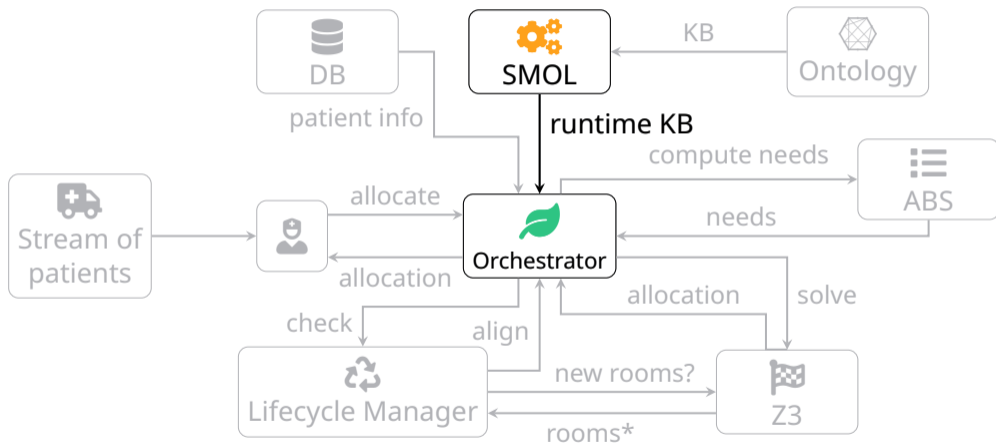 KB
DB
SMOL
Ontology
patient info
runtime KB
compute needs
ABS
allocate
needs
Stream of
patients
Orchestrator
allocation
allocation
solve
check
align
new rooms?
Lifecycle Manager
Z3
rooms*